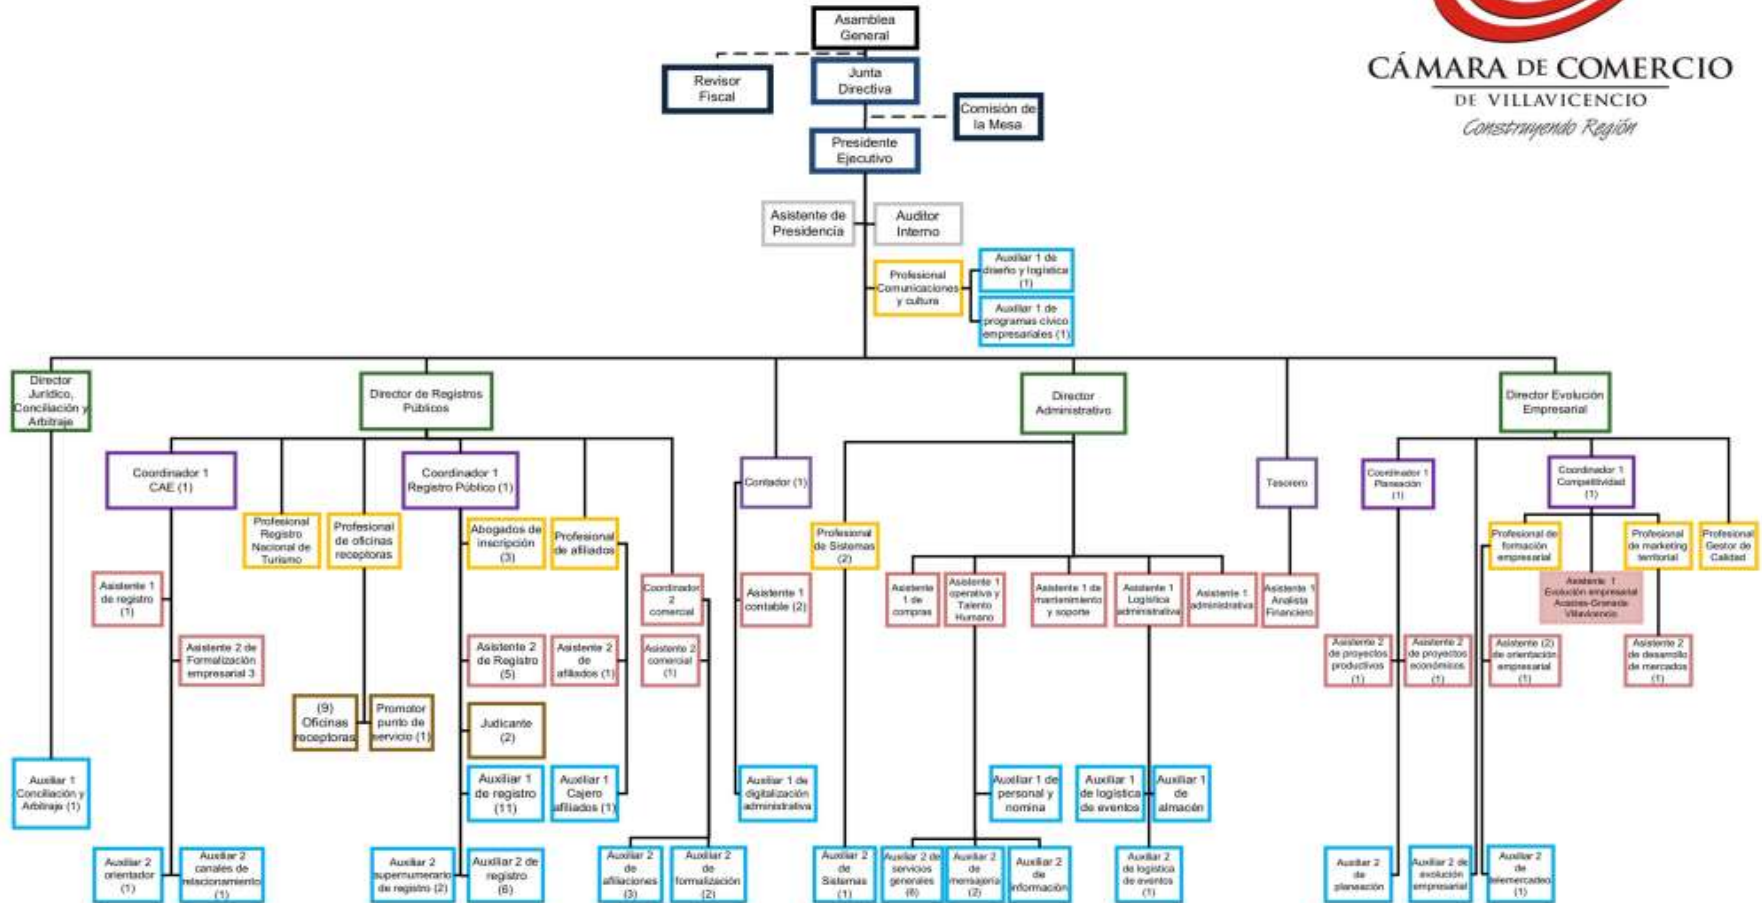 Asamblea
General
Revisor
Fiscal
Junta
Directiva
Comisión de
la Mesa
Presidente
Ejecutivo
CÁMARA DE COMERCIO
DE VILLAVICENCIO
Construyendo Región
Asistente de
Presidencia
Auditor
Interno
Profesional
Comunicaciones
y cultura
Auxiliar 1 de
diseño y logística
(1)
Auxiliar 1 de
programas cívico
empresariales (1)
Director
Jurídico,
Conciliación y
Arbitraje
Director de Registros
Públicos
Director
Administrativo
Director Evolución
Empresarial
Coordinador 1
CAE (1)
Coordinador 1
Registro Público (1)
Contador (1)
Tesorero
Coordinador 1
Planeación
(1)
Coordinador 1
Competitividad
(1)
Profesional
Registro
Nacional de
Turismo
Profesional
de oficinas
receptoras
Abogados de
inscripción
(3)
Profesional
de afiliados
Profesional
de Sistemas
(2)
Profesional de
formación
empresarial
Profesional
de marketing
territorial
Profesional
Gestor de
Calidad
Asistente 1
de registro
(1)
Coordinador
2
comercial
Asistente 1
contable (2)
Asistente
1 de
compras
Asistente 1
operativa y
Talento
Humano
Asistente 1 de
mantenimiento
y soporte
Asistente 1
Logística
administrativa
Asistente 1
administrativa
Asistente 1
Analista
Financiero
Asistente 1
Evolución empresarial
Acacías-Granada
Villavicencio
Asistente 2 de
Formalización
empresarial 3
Asistente 2
de Registro
(5)
Asistente 2
de
afiliados (1)
Asistente 2
comercial
(1)
Asistente 2
de proyectos
productivos
(1)
Asistente 2
de proyectos
económicos
(1)
Asistente (2)
de orientación
empresarial
(1)
Asistente 2
de desarrollo
de mercados
(1)
(9)
Oficinas
receptoras
Promotor
punto de
servicio (1)
Judicante
(2)
Auxiliar 1
Conciliación y
Arbitraje (1)
Auxiliar 1
de registro
(11)
Auxiliar 1
Cajero
afiliados (1)
Auxiliar 1 de
digitalización
administrativa
Auxiliar 1 de
personal y
nomina
Auxiliar 1
de logística
de eventos
Auxiliar 1
de
almacén
Auxiliar 2
orientador
(1)
Auxiliar 2
canales de
relacionamiento
(1)
Auxiliar 2
supernumerario
de registro (2)
Auxiliar 2 de
registro
(6)
Auxiliar 2
de
afiliaciones
(3)
Auxiliar 2
de
formalización
(2)
Auxiliar 2
de
Sistemas
(1)
Auxiliar 2 de
servicios
generales
(6)
Auxiliar 2
de
mensajería
(2)
Auxiliar 2
de
información
Auxiliar 2
de logística
de eventos
(1)
Auxiliar 2
de
planeación
Auxiliar 2 de
evolución
empresarial
Auxiliar 2
de
telemercadeo
(1)